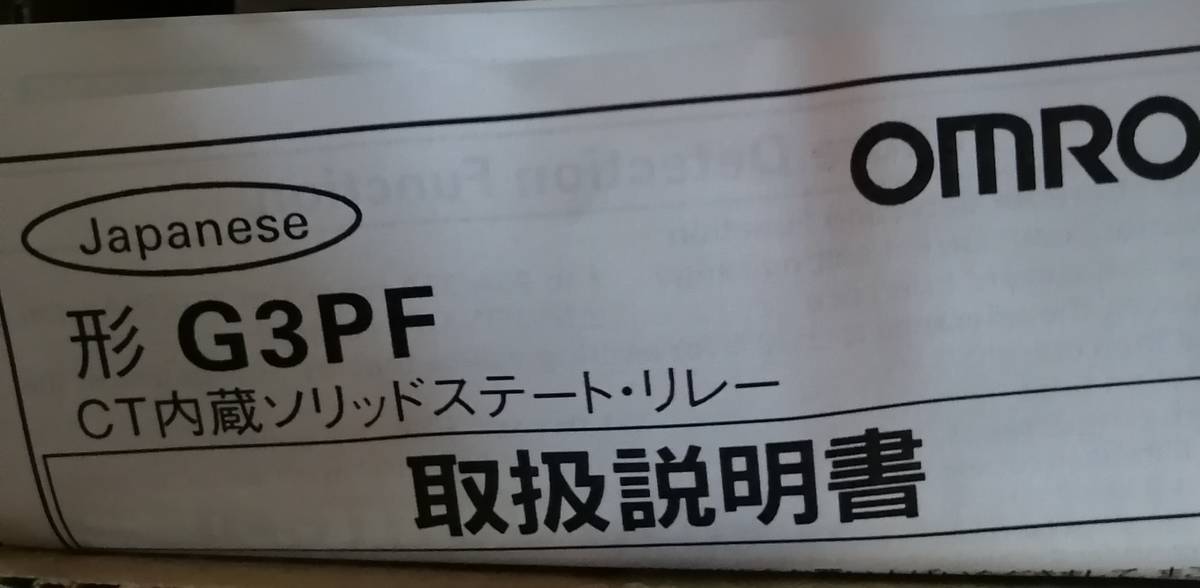 OMRO
Japanese
形 G3PF
CT内蔵ソリッドステート・リレー
取扱説明書